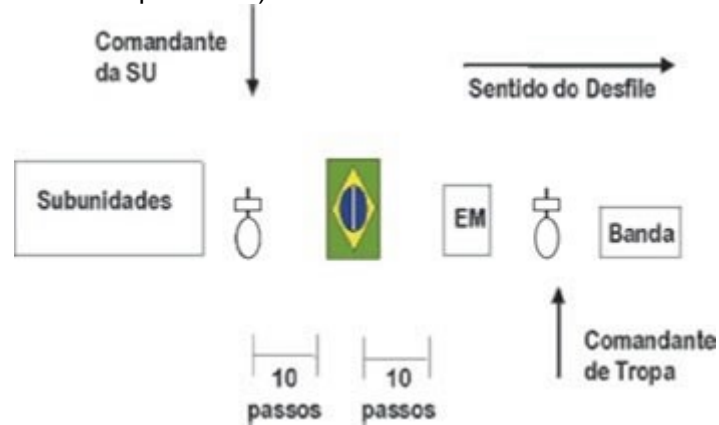 Comandante
da SU
Sentido do Desfile
Subunidades
EM
Banda
10
passos
10
passos
Comandante
de Tropa